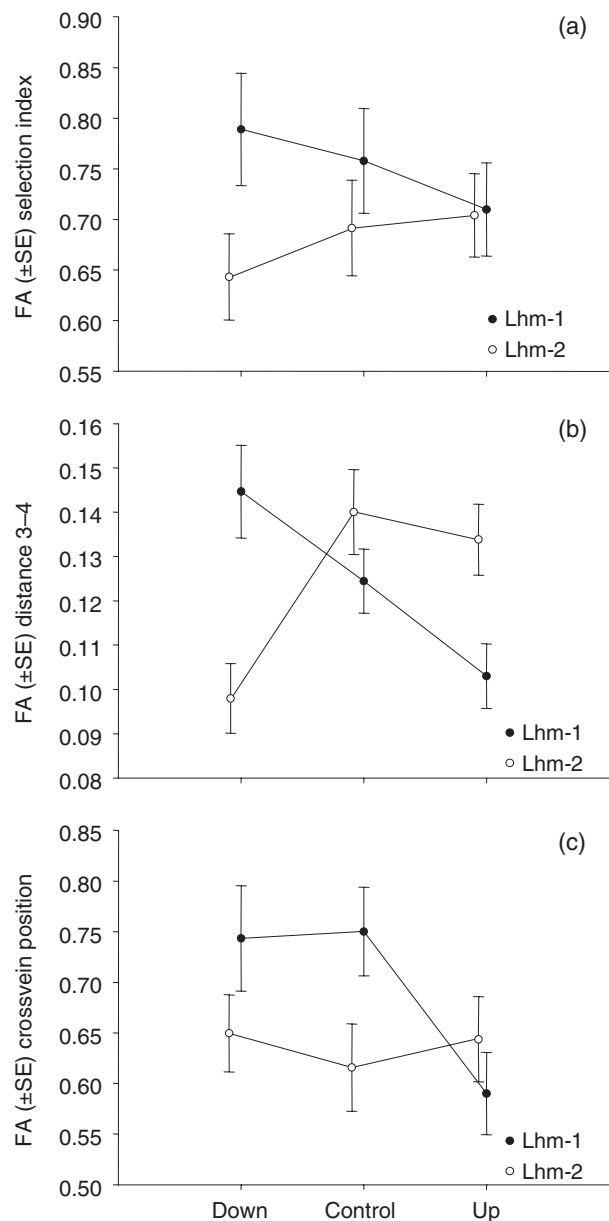 (a)
FA (±SE) selection index
0.90
0.85
0.80
0.75
0.70
0.65
0.60
0.55
Lhm-1
Lhm-2
(b)
FA (±SE) distance 3–4
0.16
0.15
0.14
0.13
0.12
0.11
0.10
0.09
0.08
Lhm-1
Lhm-2
(c)
FA (±SE) crossvein position
0.85
0.80
0.75
0.70
0.65
0.60
0.55
0.50
Lhm-1
Lhm-2
Down Control Up